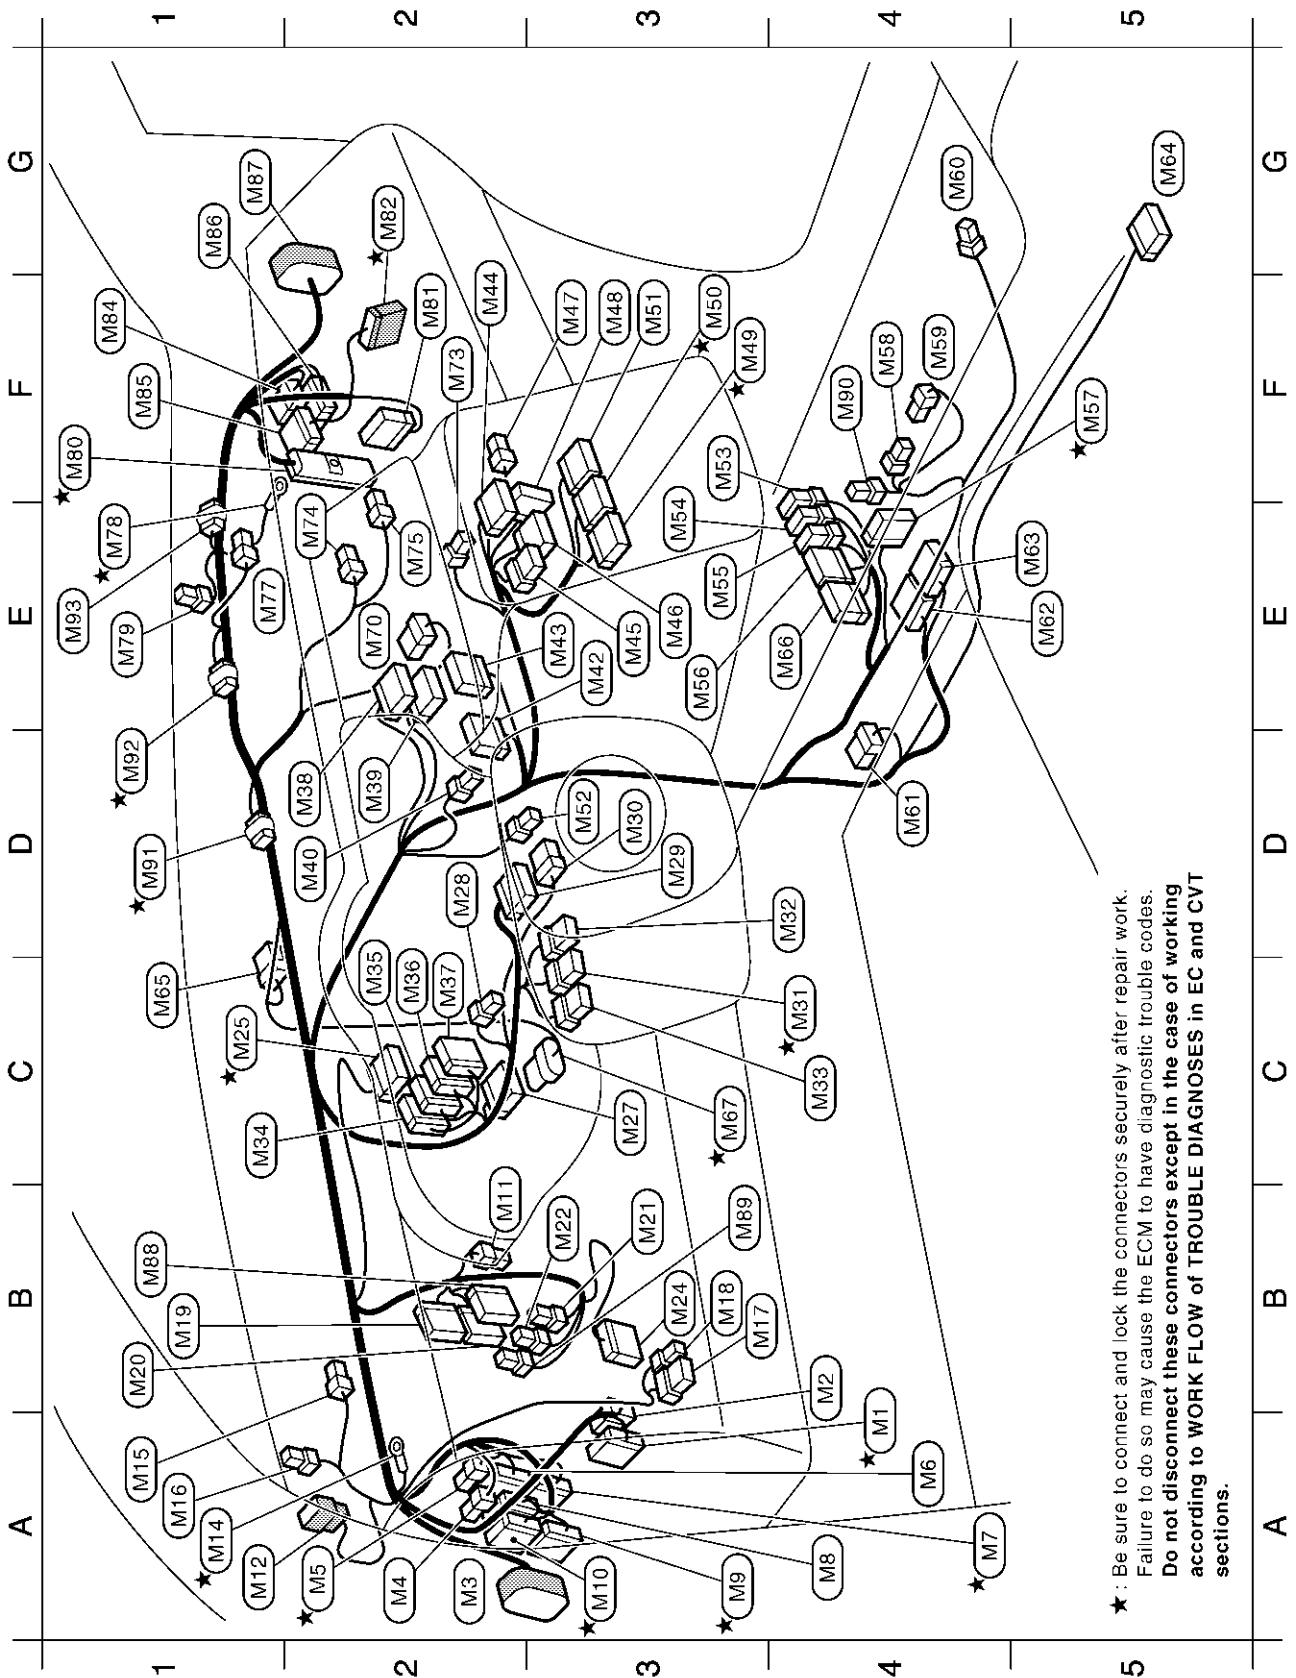 A
B
C
D
E
F
G
1
2
3
4
5
1
2
3
4
5
A
B
C
D
E
F
G
M16
M15
★ M14
M12
★ M5
M4
M3
★ M10
★ M9
M8
★ M7
M6
★ M1
M2
M17
M18
M24
M89
M21
M22
M11
M88
M19
M20
M34
★ M25
M65
M35
M36
M37
M28
M27
★ M67
M33
★ M31
M32
M29
M30
M52
M40
M39
M38
★ M91
★ M92
M79
M93
★ M78
M77
★ M80
M85
M84
M86
M87
★ M82
M81
M74
M75
M70
M73
M44
M47
M48
M51
M50
★ M49
M43
M42
M45
M46
M53
M54
M55
M56
M66
M90
M58
M59
M60
★ M57
M63
M62
M61
M64
★ : Be sure to connect and lock the connectors securely after repair work.
Failure to do so may cause the ECM to have diagnostic trouble codes.
Do not disconnect these connectors except in the case of working
according to WORK FLOW of TROUBLE DIAGNOSES in EC and CVT
sections.